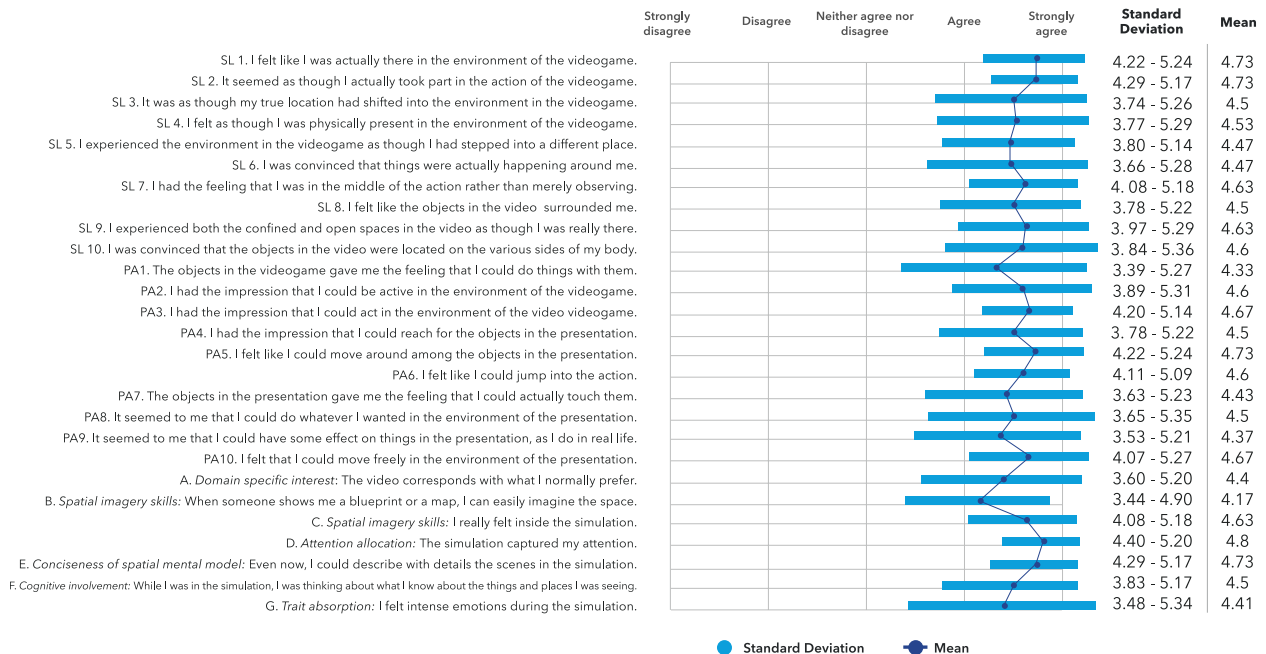 Strongly disagree
Disagree
Neither agree nor disagree
Agree
Strongly agree
Standard Deviation
Mean
SL 1. I felt like I was actually there in the environment of the videogame. 4.22 - 5.24 4.73
SL 2. It seemed as though I actually took part in the action of the videogame. 4.29 - 5.17 4.73
SL 3. It was as though my true location had shifted into the environment in the videogame. 3.74 - 5.26 4.5
SL 4. I felt as though I was physically present in the environment of the videogame. 3.77 - 5.29 4.53
SL 5. I experienced the environment in the videogame as though I had stepped into a different place. 3.80 - 5.14 4.47
SL 6. I was convinced that things were actually happening around me. 3.66 - 5.28 4.47
SL 7. I had the feeling that I was in the middle of the action rather than merely observing. 4. 08 - 5.18 4.63
SL 8. I felt like the objects in the video surrounded me. 3.78 - 5.22 4.5
SL 9. I experienced both the confined and open spaces in the video as though I was really there. 3. 97 - 5.29 4.63
SL 10. I was convinced that the objects in the video were located on the various sides of my body. 3.84 - 5.36 4.6
PA1. The objects in the videogame gave me the feeling that I could do things with them. 3.39 - 5.27 4.33
PA2. I had the impression that I could be active in the environment of the videogame. 3.89 - 5.31 4.6
PA3. I had the impression that I could act in the environment of the video videogame. 4.20 - 5.14 4.67
PA4. I had the impression that I could reach for the objects in the presentation. 3.78 - 5.22 4.5
PA5. I felt like I could move around among the objects in the presentation. 4.22 - 5.24 4.73
PA6. I felt like I could jump into the action. 4.11 - 5.09 4.6
PA7. The objects in the presentation gave me the feeling that I could actually touch them. 3.63 - 5.23 4.43
PA8. It seemed to me that I could do whatever I wanted in the environment of the presentation. 3.65 - 5.35 4.5
PA9. It seemed to me that I could have some effect on things in the presentation, as I do in real life. 3.53 - 5.21 4.37
PA10. I felt that I could move freely in the environment of the presentation. 4.07 - 5.27 4.67
A. Domain specific interest: The video corresponds with what I normally prefer. 3.60 - 5.20 4.4
B. Spatial imagery skills: When someone shows me a blueprint or a map, I can easily imagine the space. 3.44 - 4.90 4.17
C. Spatial imagery skills: I really felt inside the simulation. 4.08 - 5.18 4.63
D. Attention allocation: The simulation captured my attention. 4.40 - 5.20 4.8
E. Conciseness of spatial mental model: Even now, I could describe with details the scenes in the simulation. 4.29 - 5.17 4.73
F. Cognitive involvement: While I was in the simulation, I was thinking about what I know about the things and places I was seeing. 3.83 - 5.17 4.5
G. Trait absorption: I felt intense emotions during the simulation. 3.48 - 5.34 4.41
Standard Deviation Mean